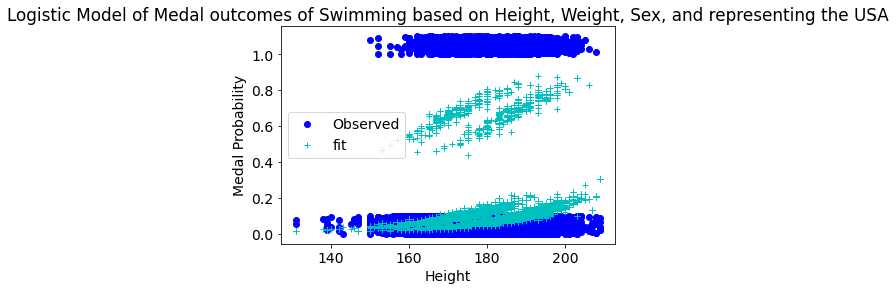 Logistic Model of Medal outcomes of Swimming based on Height, Weight, Sex, and representing the USA
1.0
0.8
0.6
0.4
0.2
0.0
Medal Probability
Observed
fit
140
160
180
200
Height